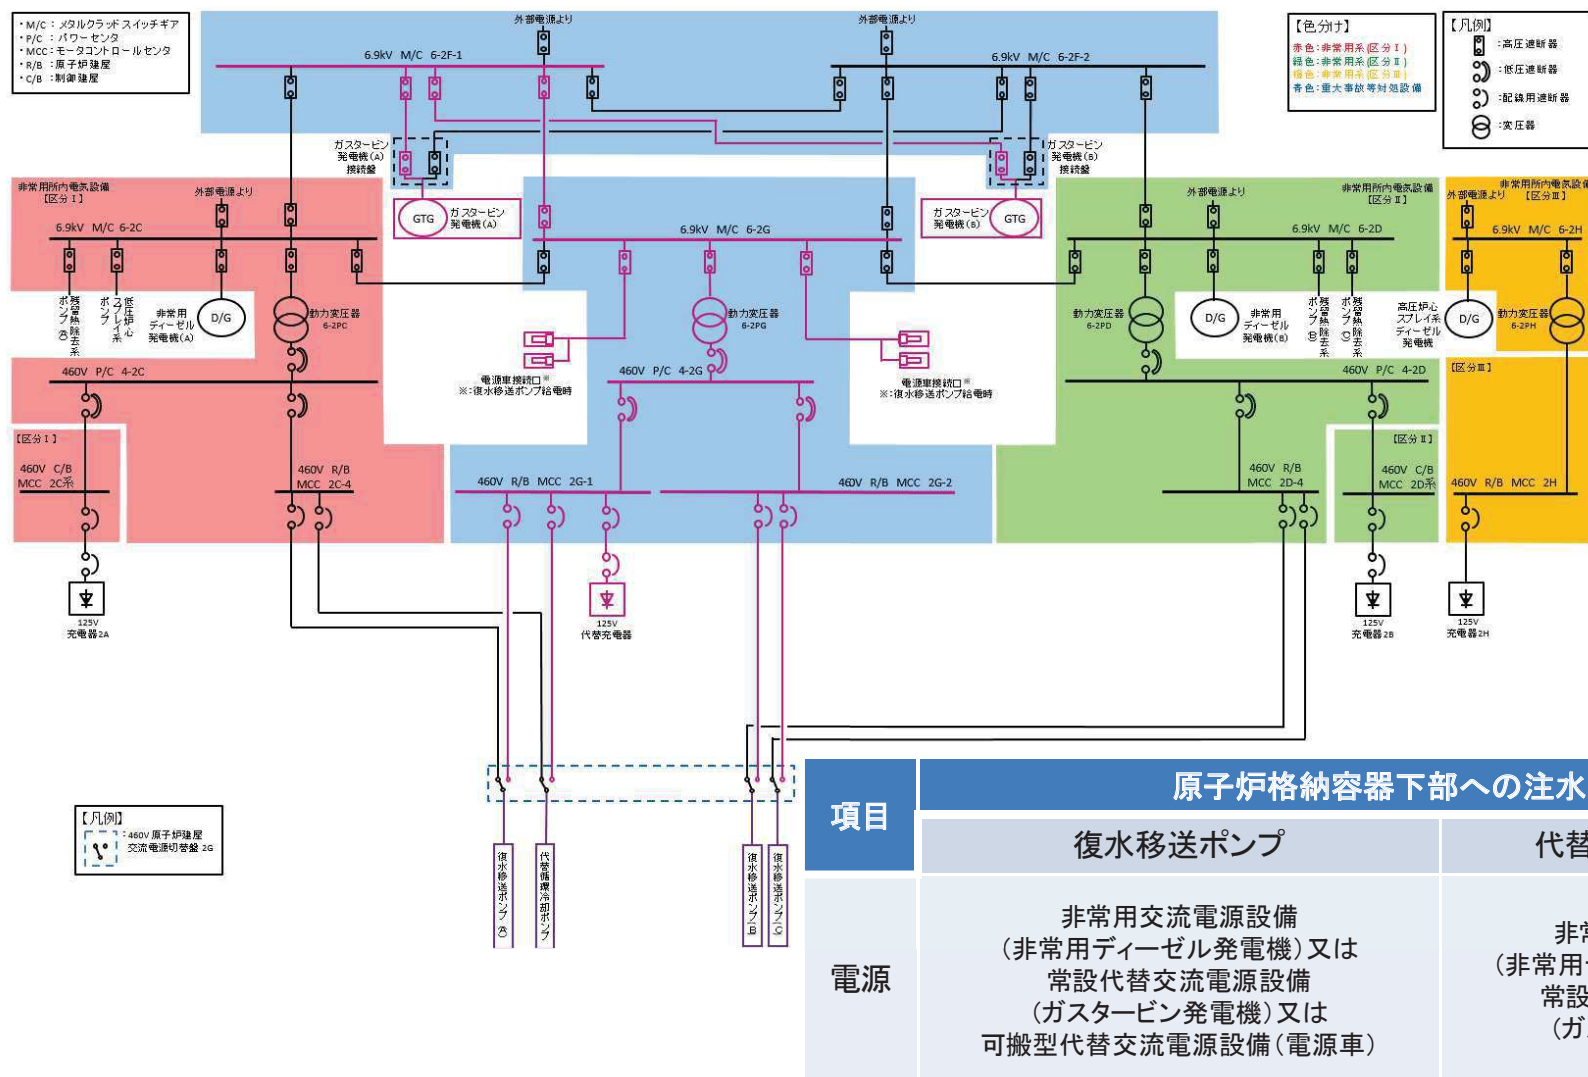 ・M/C：メタルクラッドスイッチギア
・P/C：パワーセンタ
・MCC：モータコントロールセンタ
・R/B：原子炉建屋
・C/B：制御建屋
外部電源より
外部電源より
6.9kV M/C 6-2F-1
6.9kV M/C 6-2F-2
【色分け】
赤色：非常用系(区分Ⅰ)
緑色：非常用系(区分Ⅱ)
橙色：非常用系(区分Ⅲ)
青色：重大事故等対処設備
【凡例】
：高圧遮断器
：低圧遮断器
：配線用遮断器
：変圧器
ガスタービン
発電機(A)
接続盤
ガスタービン
発電機(B)
接続盤
GTG
ガスタービン
発電機(A)
ガスタービン
発電機(B)
GTG
非常用所内電気設備
【区分Ⅰ】
外部電源より
6.9kV M/C 6-2C
6.9kV M/C 6-2G
外部電源より
非常用所内電気設備
【区分Ⅱ】
6.9kV M/C 6-2D
非常用所内電気設備
【区分Ⅲ】
外部電源より
6.9kV M/C 6-2H
残留熱除去系
ポンプ(A)
低圧炉心
スプレイ系
ポンプ
非常用
ディーゼル
発電機(A)
D/G
動力変圧器
6-2PC
動力変圧器
6-2PG
動力変圧器
6-2PD
D/G
非常用
ディーゼル
発電機(B)
残留熱除去系
ポンプ(B)
残留熱除去系
ポンプ(C)
高圧炉心
スプレイ系
ディーゼル
発電機
D/G
動力変圧器
6-2PH
電源車接続口※
※：復水移送ポンプ給電時
電源車接続口※
※：復水移送ポンプ給電時
460V P/C 4-2C
460V P/C 4-2G
460V P/C 4-2D
【区分Ⅲ】
【区分Ⅰ】
460V C/B
MCC 2C系
460V R/B
MCC 2C-4
460V R/B MCC 2G-1
460V R/B MCC 2G-2
460V R/B
MCC 2D-4
【区分Ⅱ】
460V C/B
MCC 2D系
460V R/B MCC 2H
125V
充電器2A
125V
代替充電器
125V
充電器2B
125V
充電器2H
【凡例】
：460V原子炉建屋
交流電源切替盤 2G
復水移送ポンプ(A)
代替循環冷却ポンプ
復水移送ポンプ(B)
復水移送ポンプ(C)
項目
原子炉格納容器下部への注水
復水移送ポンプ
代替
電源
非常用交流電源設備
(非常用ディーゼル発電機)又は
常設代替交流電源設備
(ガスタービン発電機)又は
可搬型代替交流電源設備(電源車)
非常
(非常用
常設
(ガ